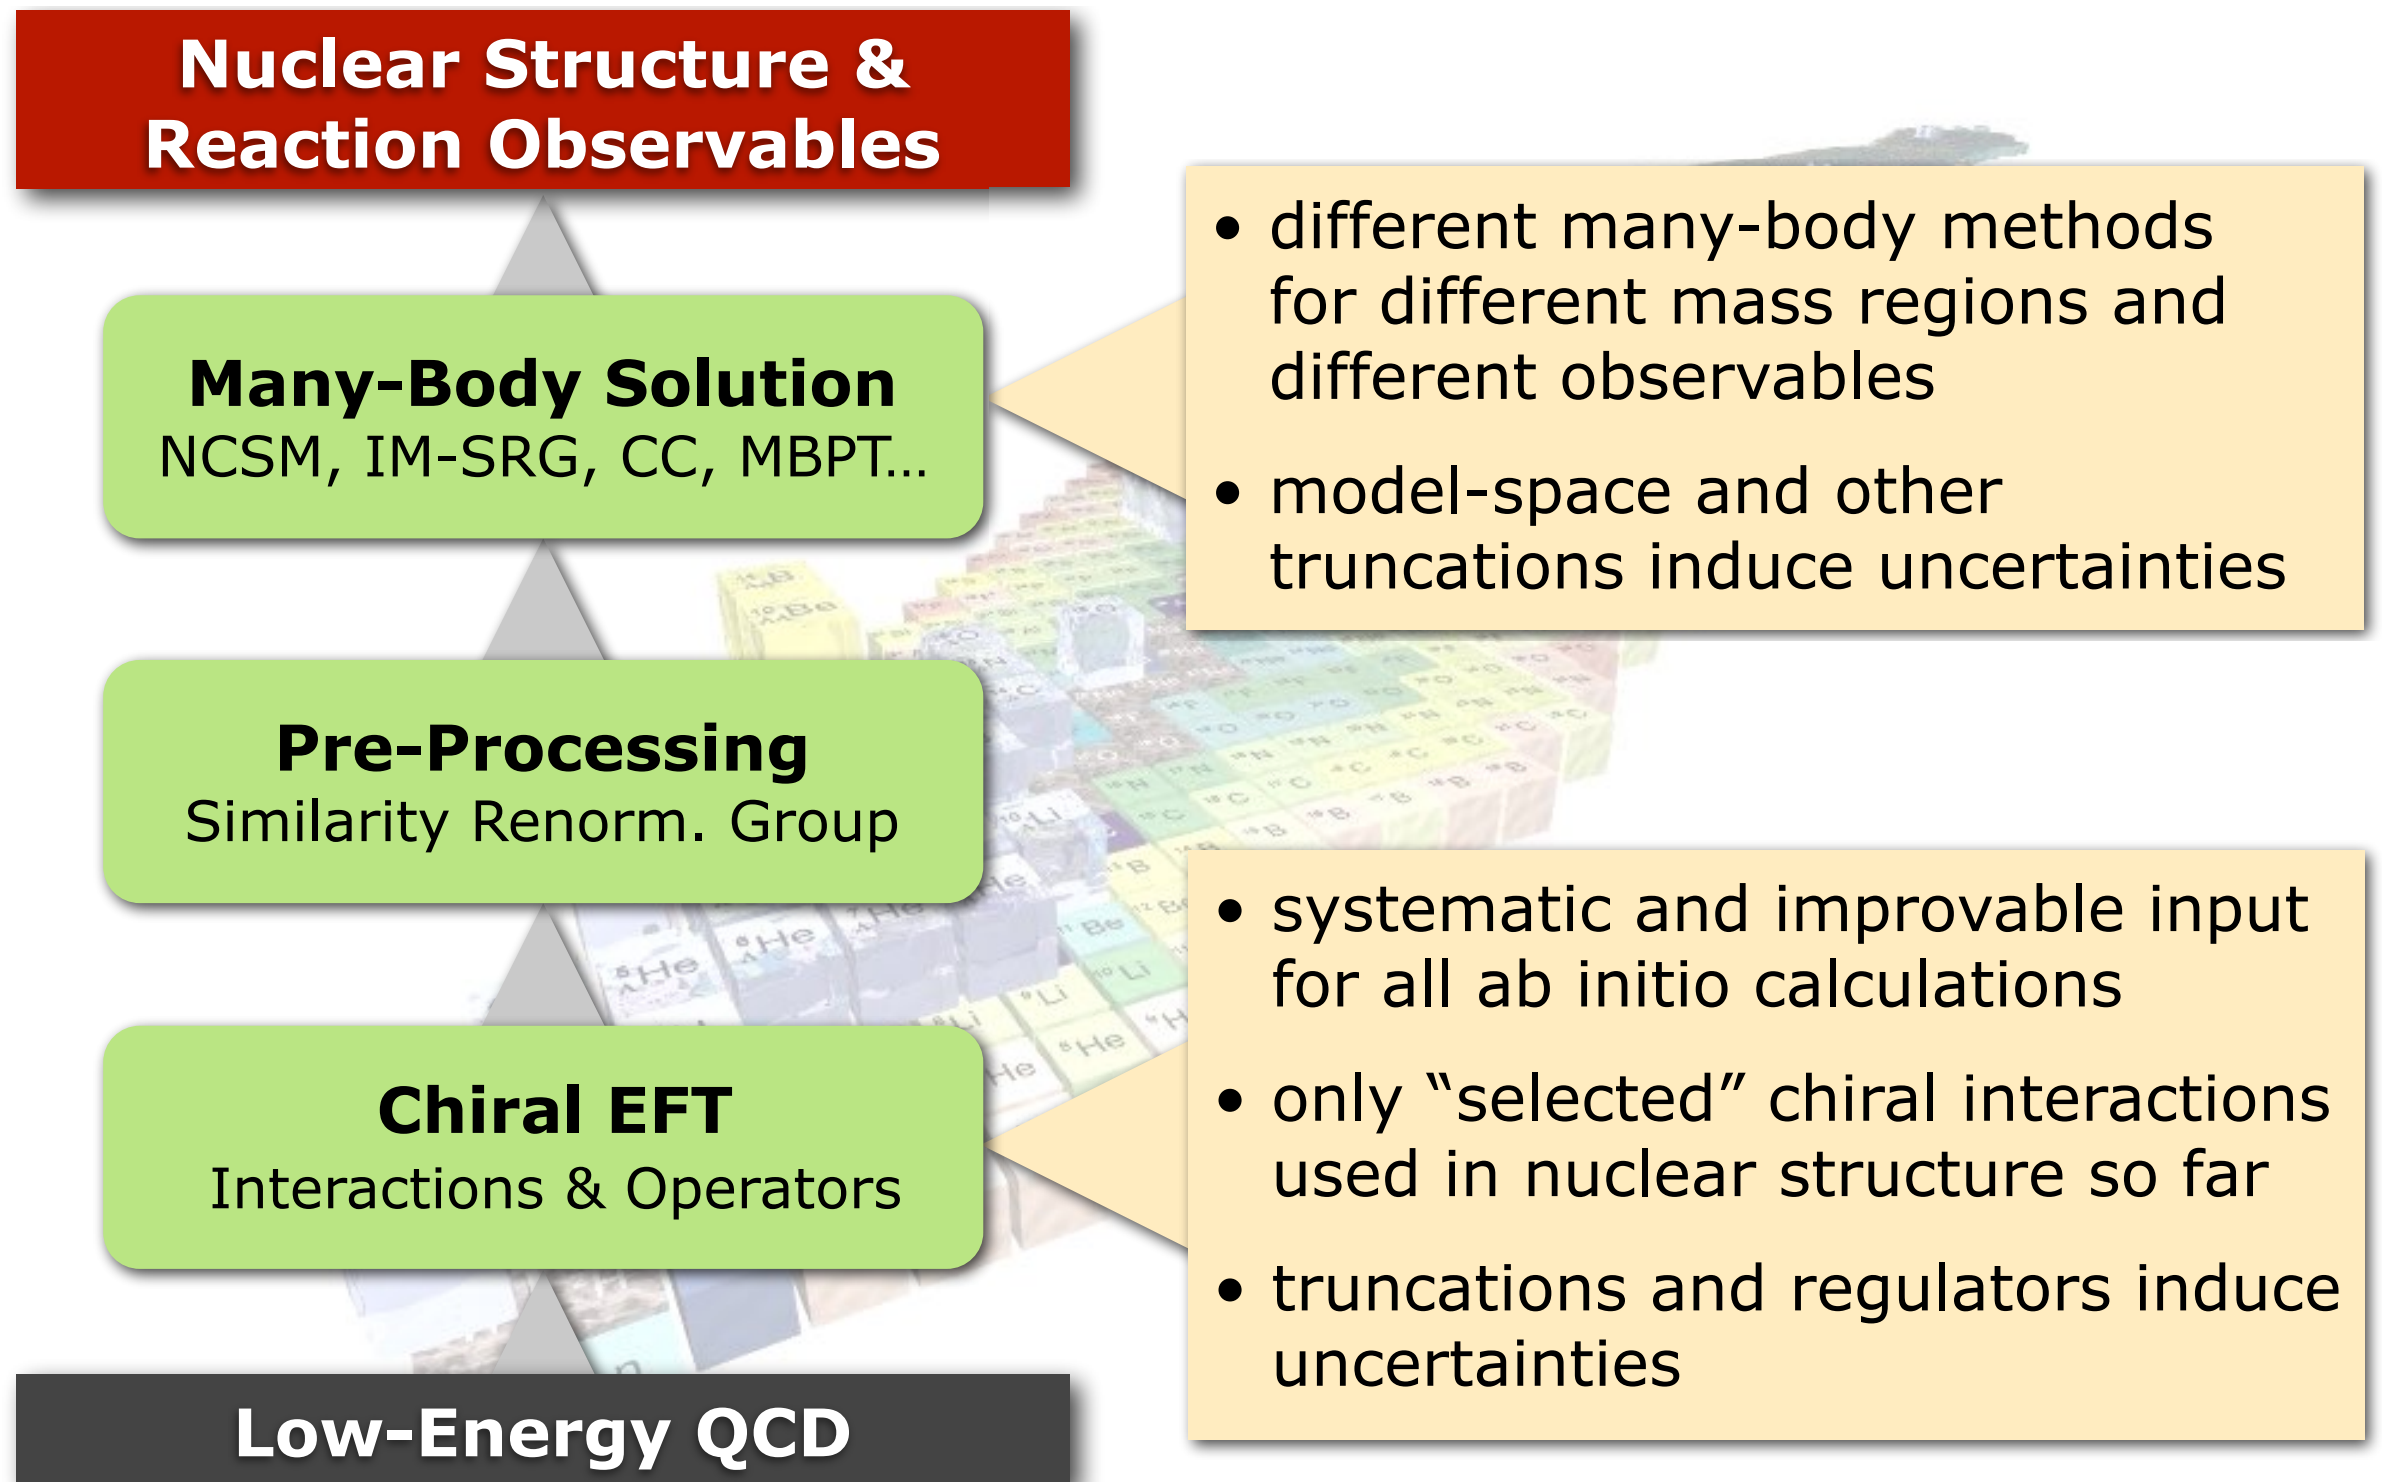 Nuclear Structure &
Reaction Observables
Many-Body Solution
NCSM, IM-SRG, CC, MBPT…
Pre-Processing
Similarity Renorm. Group
Chiral EFT
Interactions & Operators
Low-Energy QCD
• different many-body methods
for different mass regions and
different observables
• model-space and other
truncations induce uncertainties
• systematic and improvable input
for all ab initio calculations
• only “selected” chiral interactions
used in nuclear structure so far
• truncations and regulators induce
uncertainties